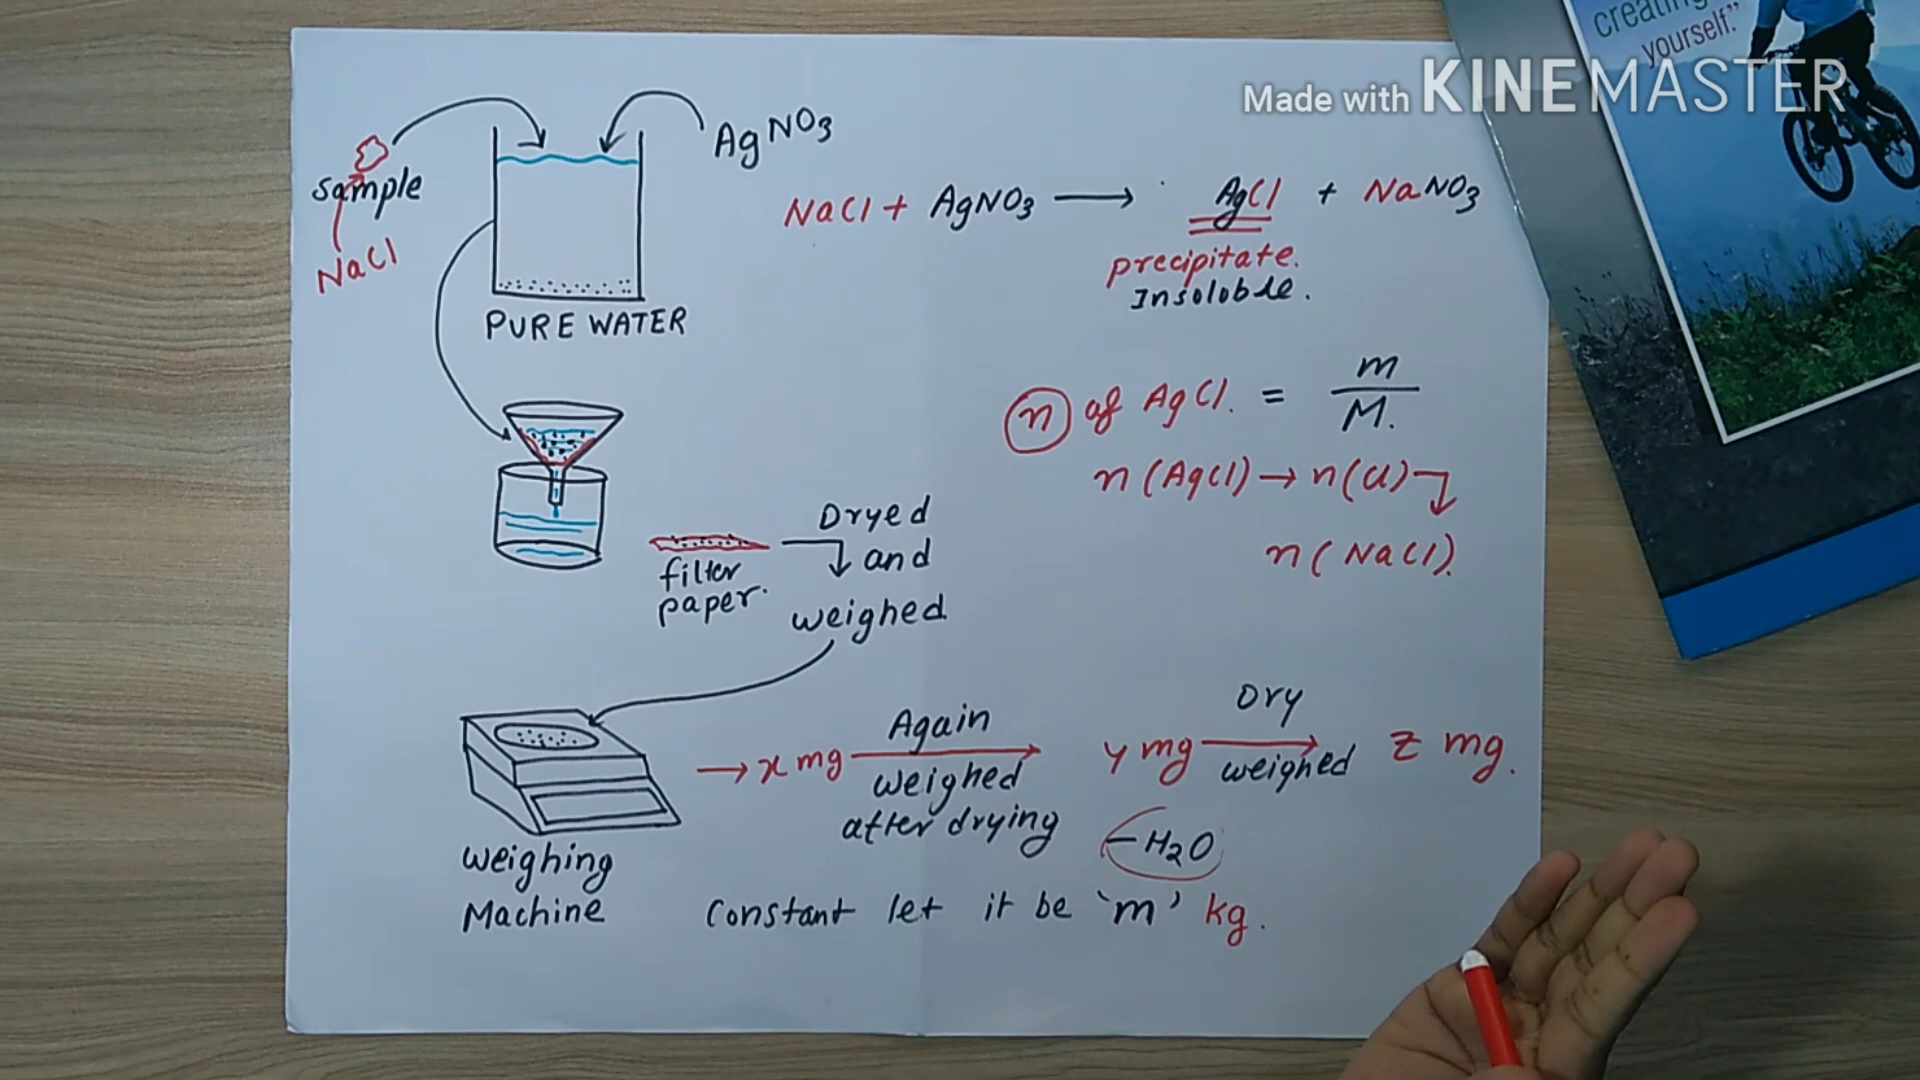 creating
yourself."
Made with KINEMASTER
AgNO3
Sample
NaCl
NaCl + AgNO3 → AgCl + NaNO3
precipitate.
Insoloble.
PURE WATER
n of AgCl. = m/M.
n (AgCl) → n(Cl)
n (NaCl).
Dryed
and
weighed
filter
paper.
→ x mg Again weighed after drying y mg Dry weighed z mg.
-H2O
Weighing
Machine
Constant let it be 'm' kg.